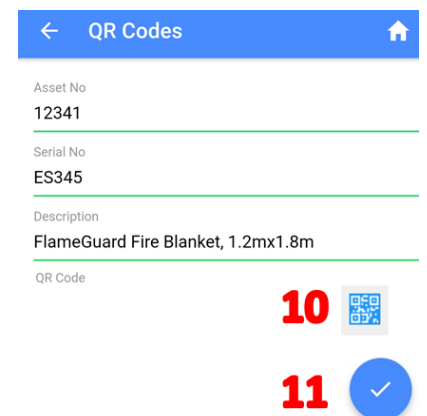 QR Codes
Asset No
12341
Serial No
ES345
Description
FlameGuard Fire Blanket, 1.2mx1.8m
QR Code
10
11